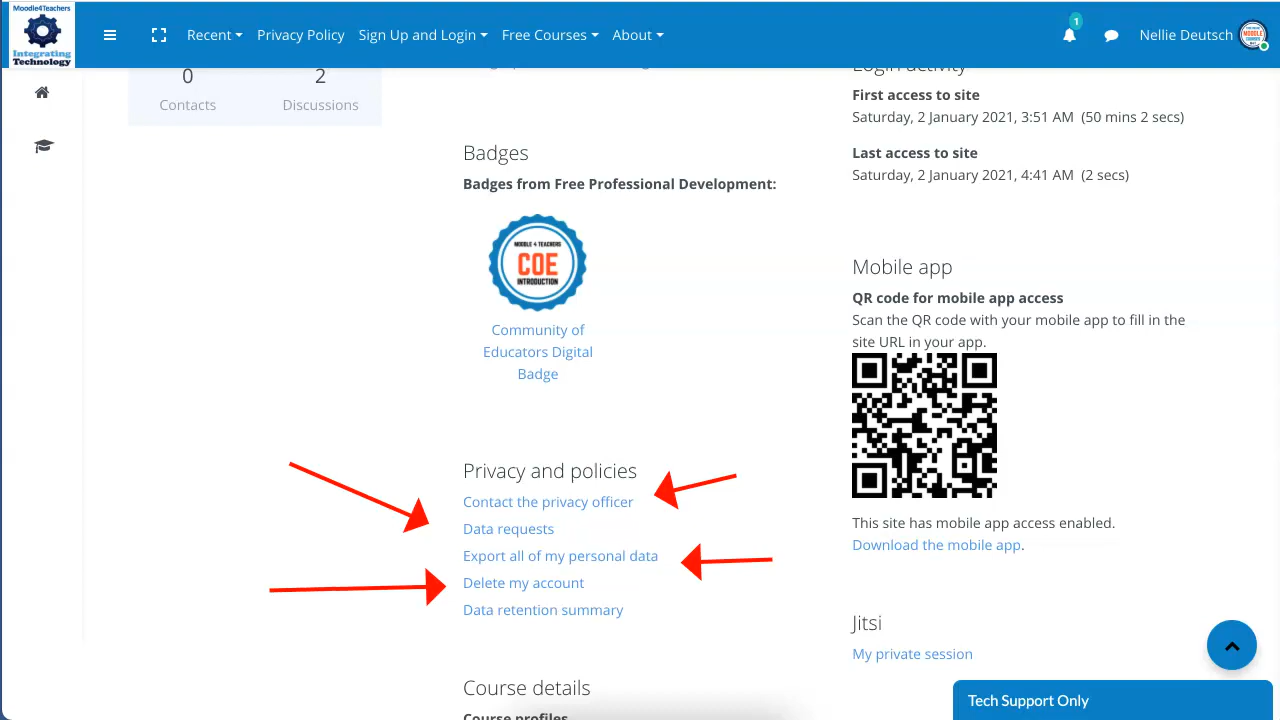 Moodle4Teachers
Integrating
Technology
Recent
Privacy Policy
Sign Up and Login
Free Courses
About
1
Nellie Deutsch
0
Contacts
2
Discussions
Badges
Badges from Free Professional Development:
MOODLE 4 TEACHERS
COE
INTRODUCTION
Community of
Educators Digital
Badge
Privacy and policies
Contact the privacy officer
Data requests
Export all of my personal data
Delete my account
Data retention summary
Course details
Course profiles
Login activity
First access to site
Saturday, 2 January 2021, 3:51 AM (50 mins 2 secs)
Last access to site
Saturday, 2 January 2021, 4:41 AM (2 secs)
Mobile app
QR code for mobile app access
Scan the QR code with your mobile app to fill in the
site URL in your app.
This site has mobile app access enabled.
Download the mobile app.
Jitsi
My private session
Tech Support Only